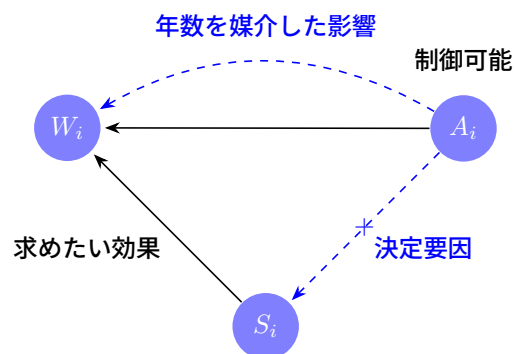 年数を媒介した影響
制御可能
W_i
A_i
求めたい効果
決定要因
S_i